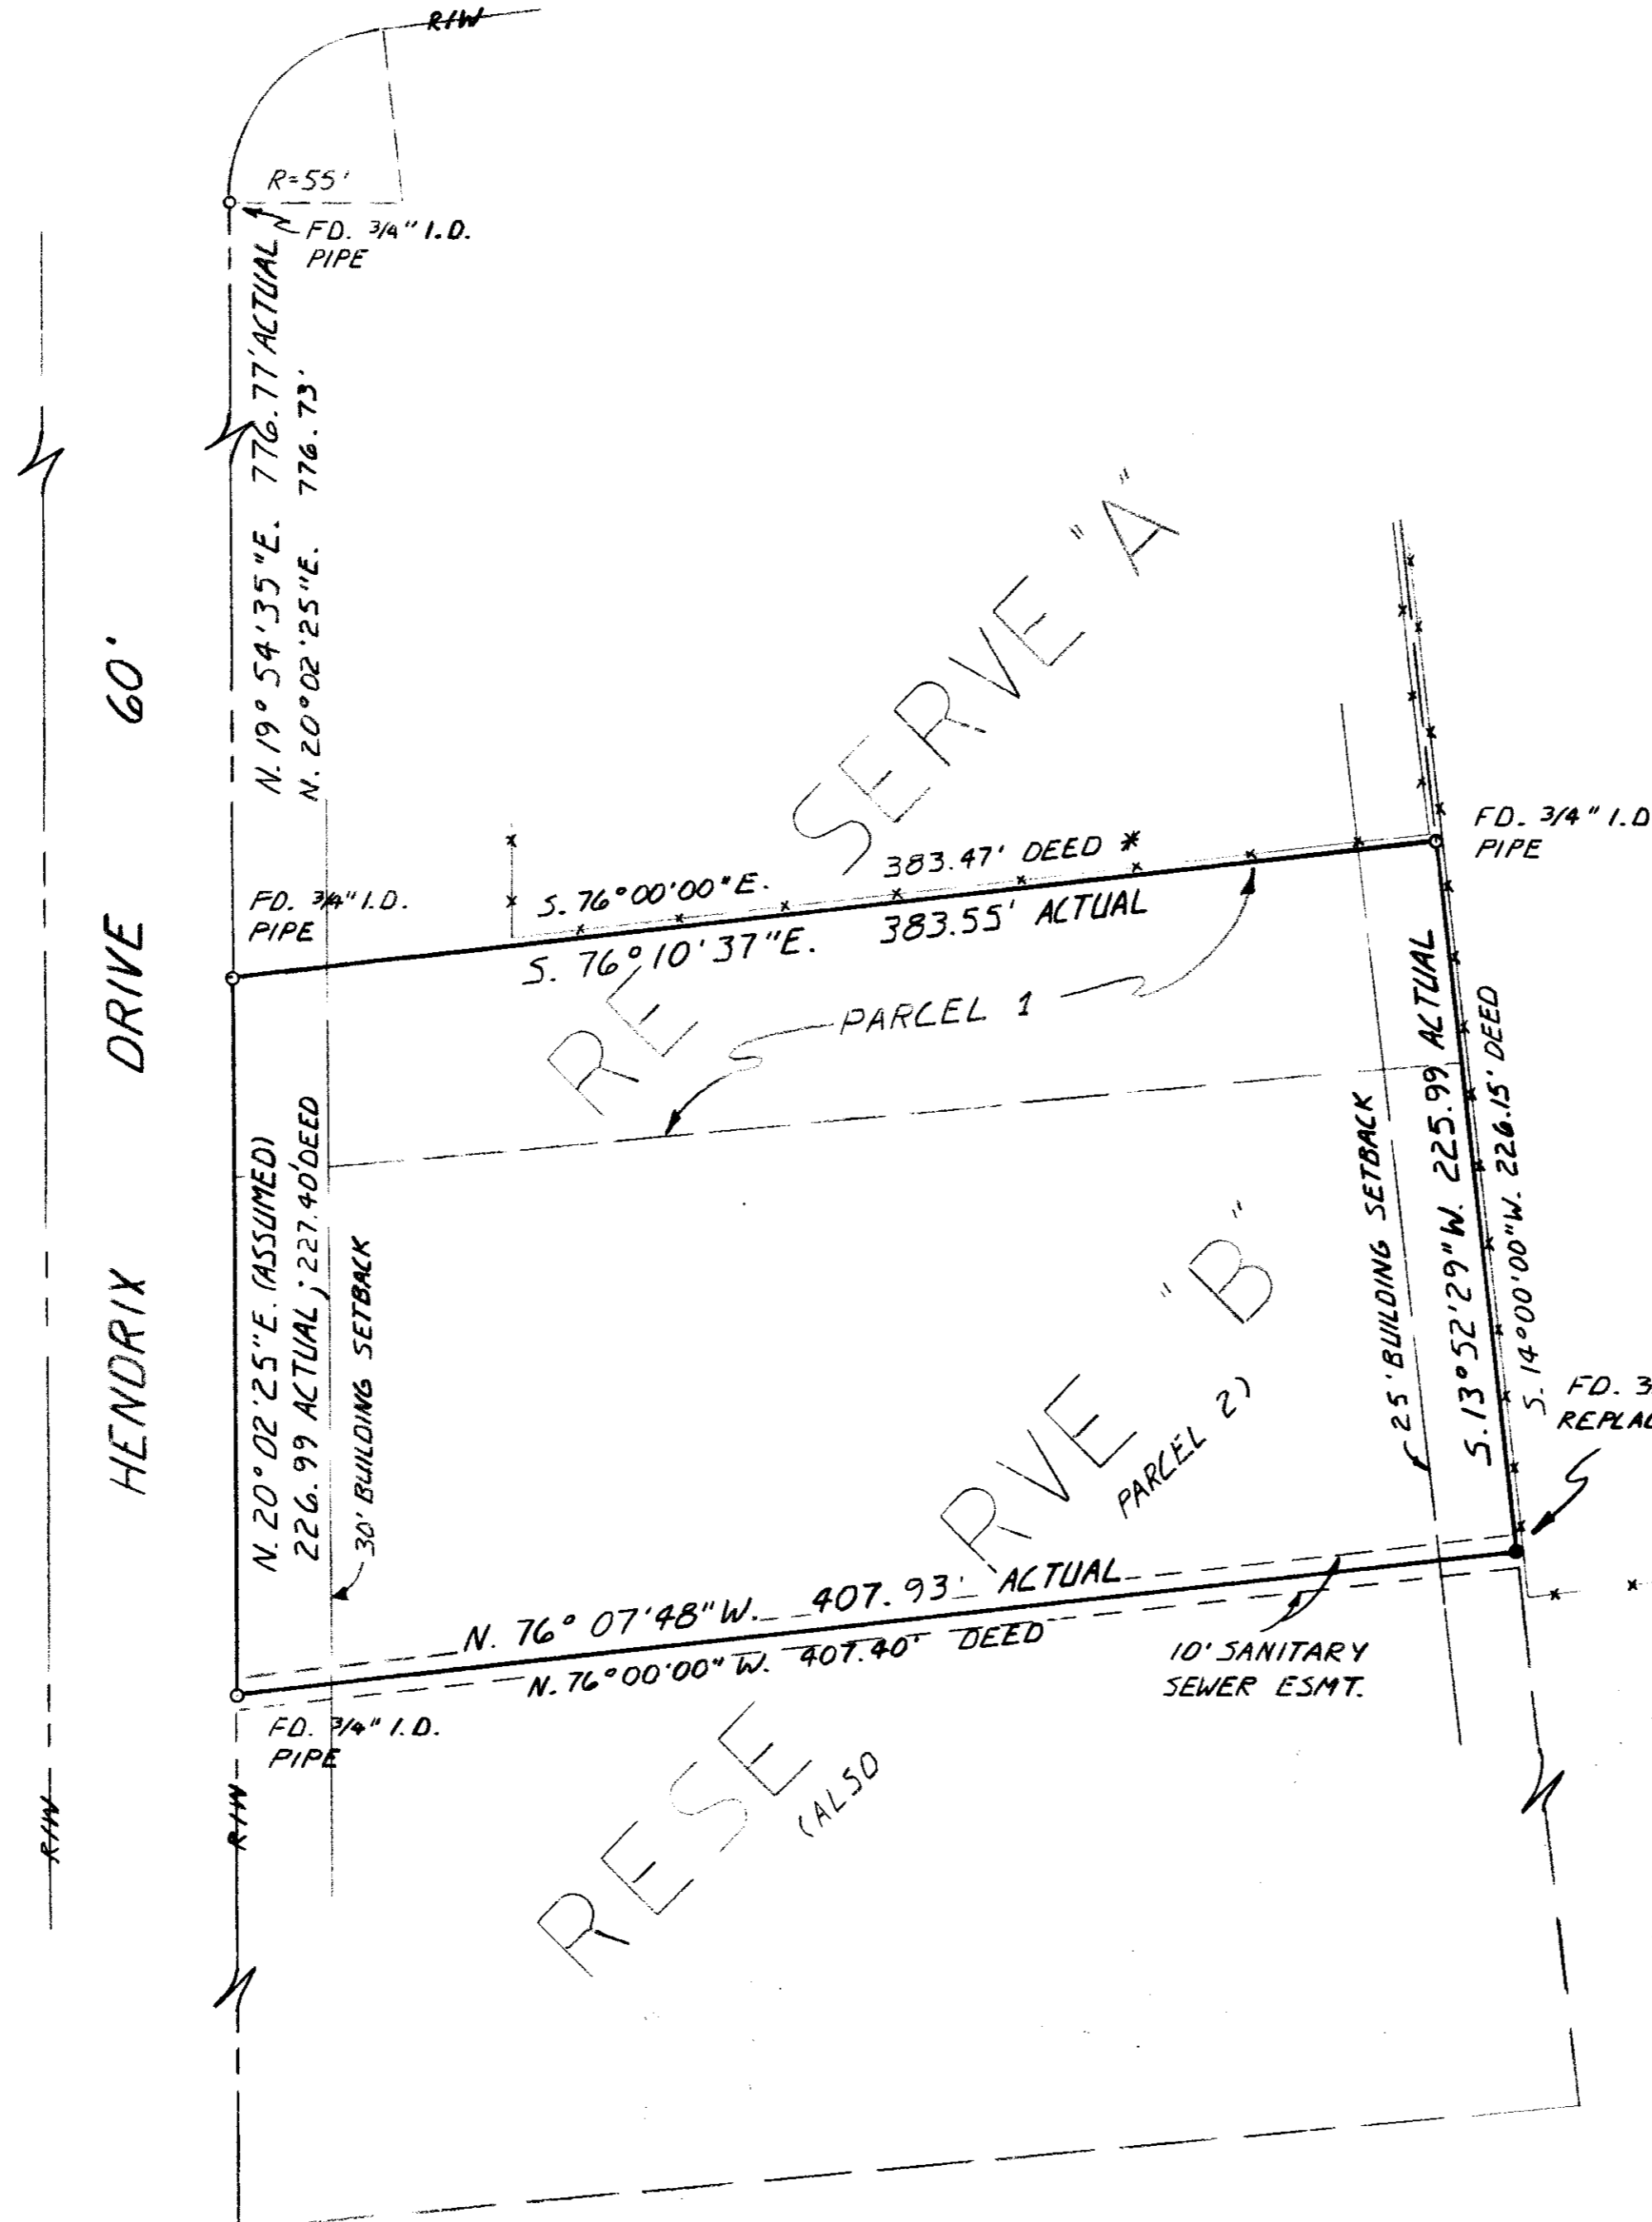 R/W
R=55'
FD. 3/4" I.D.
PIPE
N. 19° 54' 35" E. 776.77' ACTUAL
N. 20° 02' 25" E. 776.73'
HENDRIX DRIVE 60'
RESERVE "A"
FD. 3/4" I.D.
PIPE
FD. 3/4" I.D.
PIPE
S. 76° 00' 00" E. 383.47' DEED *
S. 76° 10' 37" E. 383.55' ACTUAL
PARCEL 1
N. 20° 02' 25" E. (ASSUMED)
226.99 ACTUAL; 227.40' DEED
30' BUILDING SETBACK
25' BUILDING SETBACK
S. 13° 52' 29" W. 225.99 ACTUAL
S. 14° 00' 00" W. 226.15' DEED
RESERVE "B"
(ALSO PARCEL 2)
FD. 3
REPLAC
N. 76° 07' 48" W. 407.93' ACTUAL
N. 76° 00' 00" W. 407.40' DEED
10' SANITARY
SEWER ESMT.
FD. 3/4" I.D.
PIPE
R/W
R/W